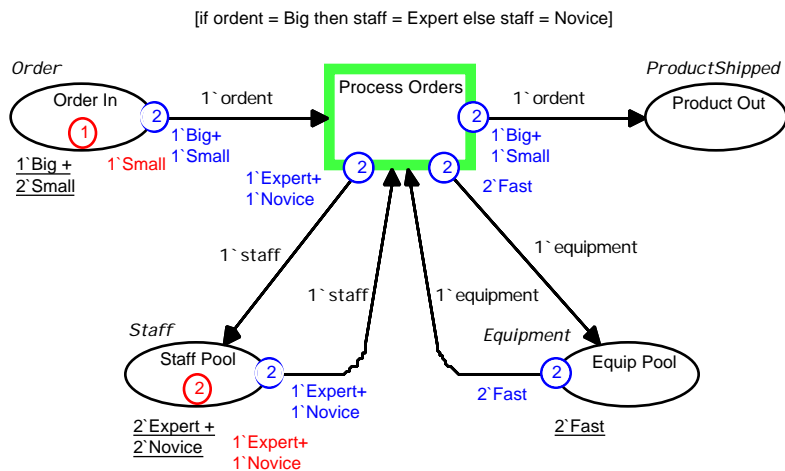 [if ordent = Big then staff = Expert else staff = Novice]
Order
ProductShipped
Order In
1
2
1`ordent
Process Orders
2
1`ordent
Product Out
1`Big +
2`Small
1`Small
1`Big+
1`Small
1`Big+
1`Small
2
2
1`Expert+
1`Novice
2`Fast
1`staff
1`equipment
1`staff
1`equipment
Staff
Equipment
Staff Pool
2
2
2
Equip Pool
1`Expert+
1`Novice
2`Fast
2`Expert +
2`Novice
1`Expert+
1`Novice
2`Fast